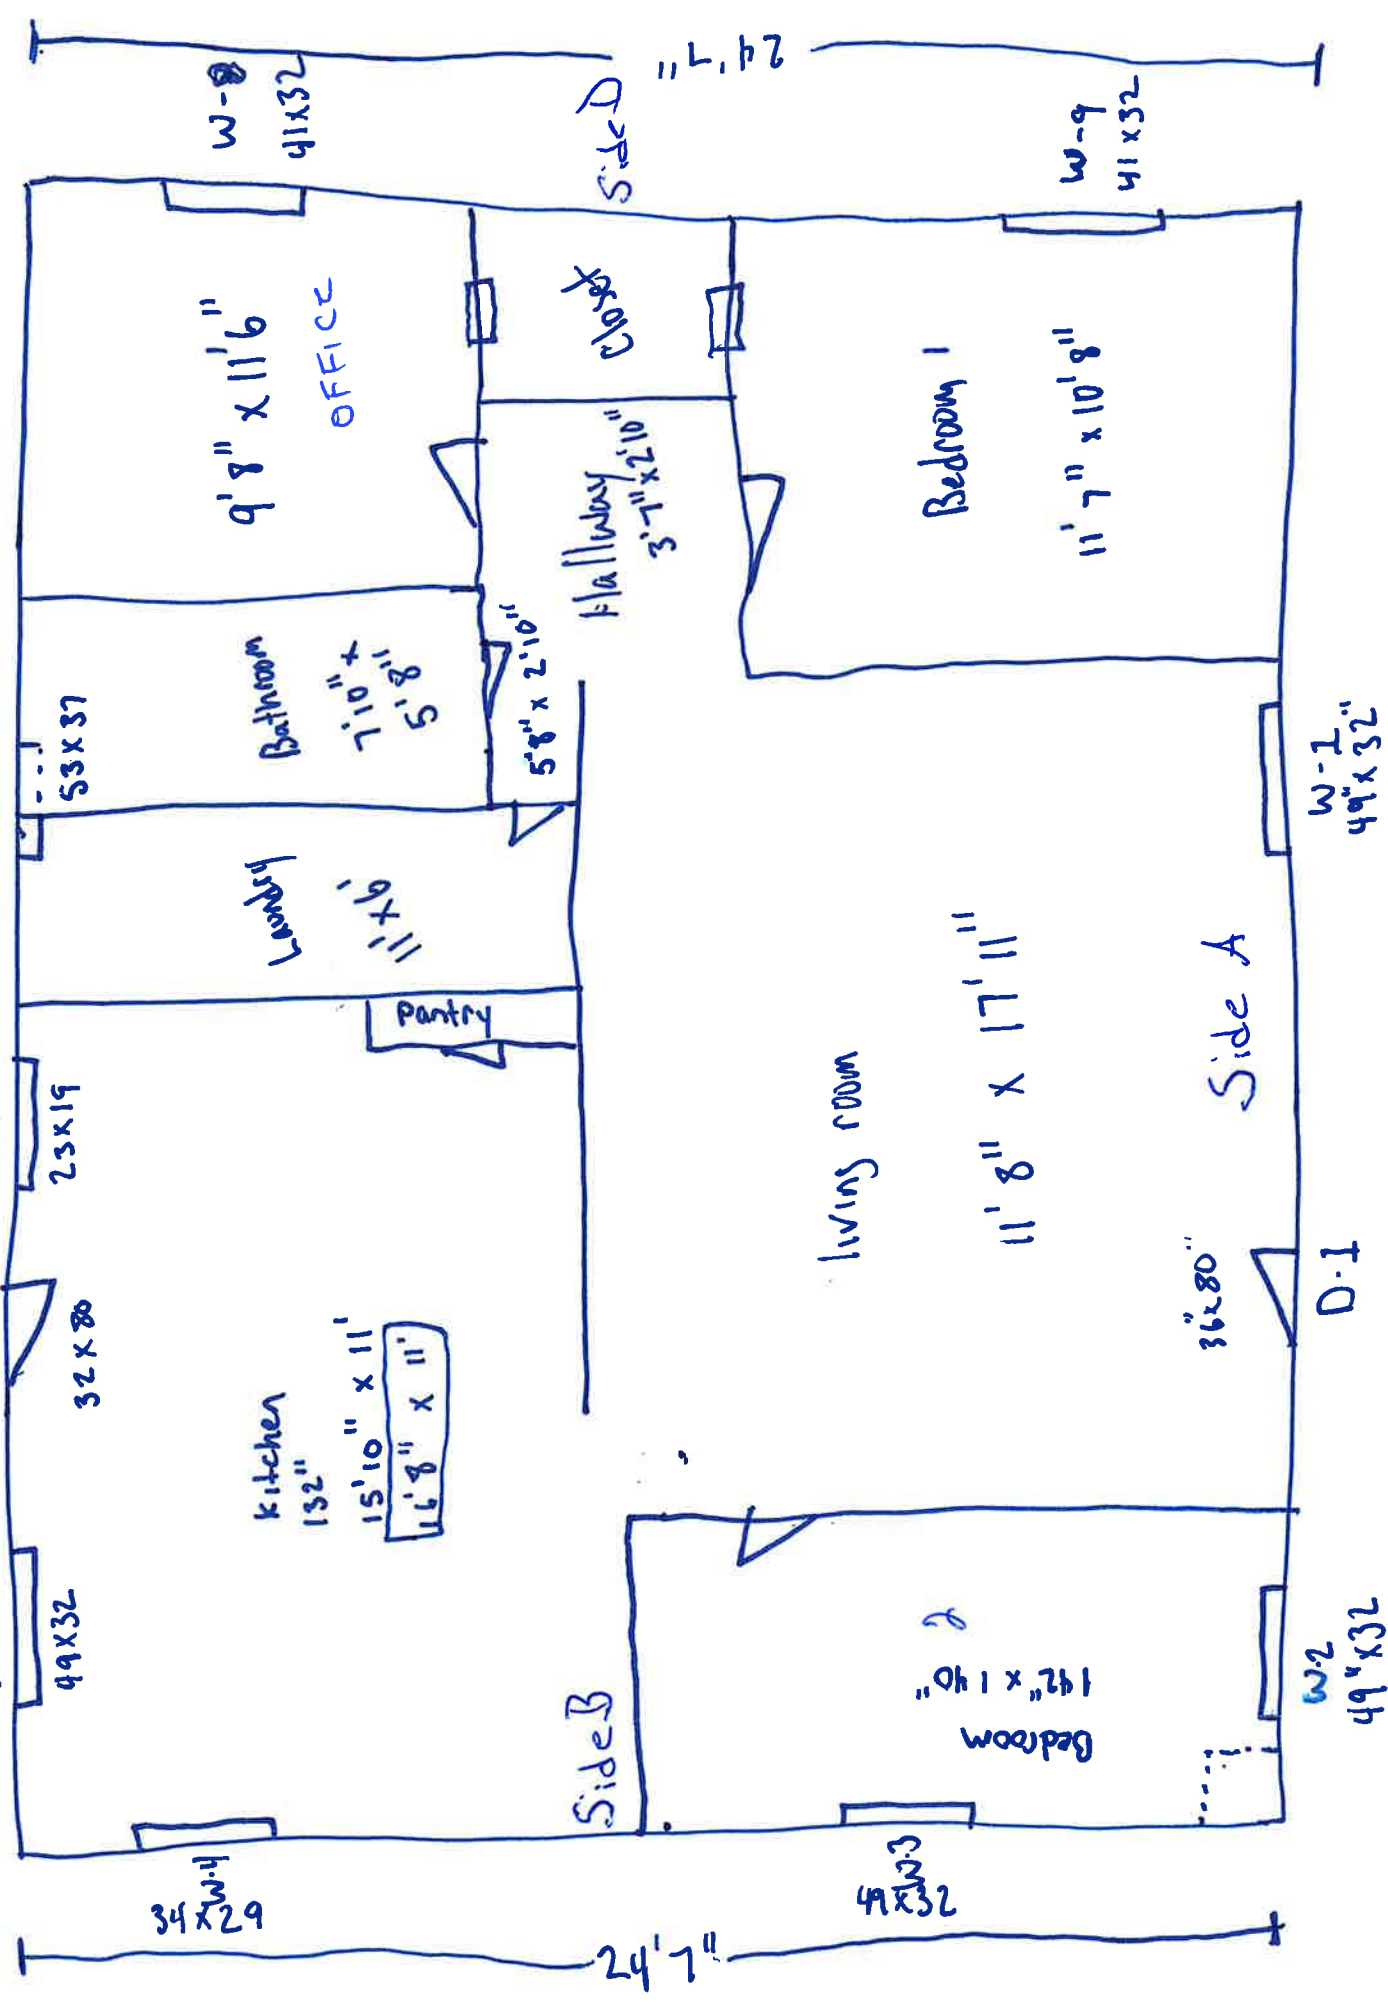 24'7"
W-8
41x32
Side D
W-9
41x32
9'8" x 11'6"
OFFICE
Closet
Hallway
3'7" x 2'10"
Bedroom 1
11'7" x 10'8"
53x37
Bathroom
7'10" x
5'8"
5'8" x 2'10"
Laundry
11' x 6'
Pantry
23x19
32x80
49x32
Kitchen
132"
15'10" x 11'
16'8" x 11'
living room
11'8" x 17'11"
Side A
W-1
49"x32"
36"x80"
D-1
Side B
Bedroom 2
142" x 140"
W-2
49"x32
W-3
49x32
W-4
34x29
24'7"